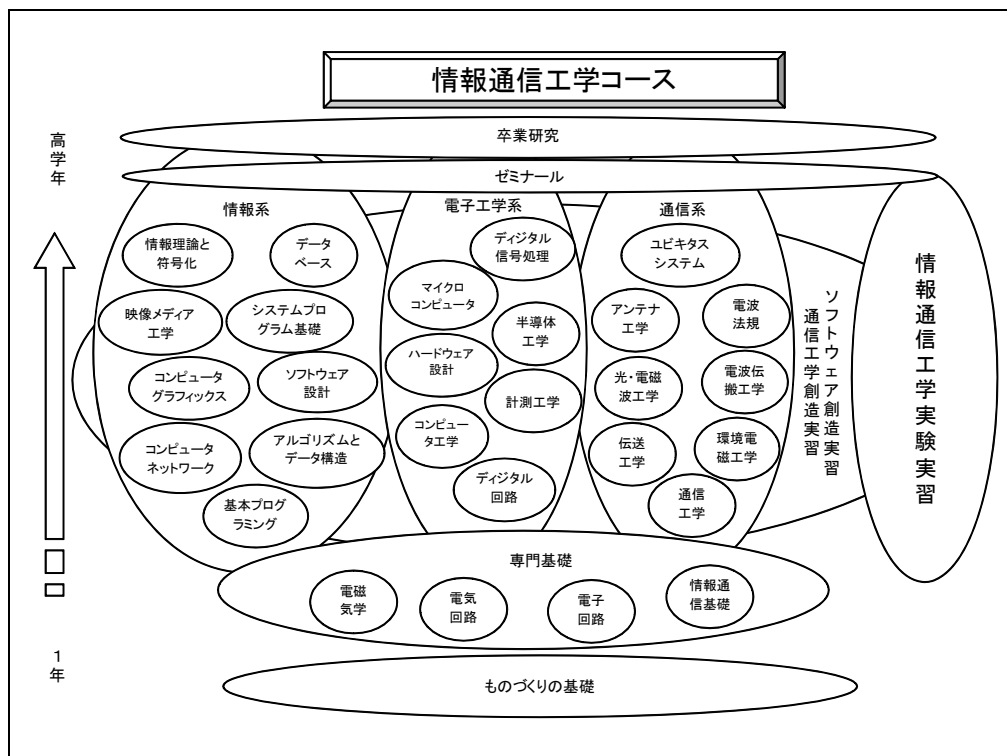 情報通信工学コース
高学年
卒業研究
ゼミナール
情報系
電子工学系
通信系
情報理論と
符号化
データ
ベース
ディジタル
信号処理
ユビキタス
システム
映像メディア
工学
システムプロ
グラム基礎
マイクロ
コンピュータ
半導体
工学
アンテナ
工学
電波
法規
コンピュータ
グラフィックス
ソフトウェア
設計
ハードウェア
設計
計測工学
光・電磁
波工学
電波伝
搬工学
コンピュータ
ネットワーク
アルゴリズムと
データ構造
コンピュー
タ工学
伝送
工学
環境電
磁工学
基本プログ
ラミング
ディジタル
回路
通信
工学
ソフトウェア創造実習
通信工学創造実習
情報通信工学実験実習
専門基礎
電磁
気学
電気
回路
電子
回路
情報通
信基礎
1年
ものづくりの基礎